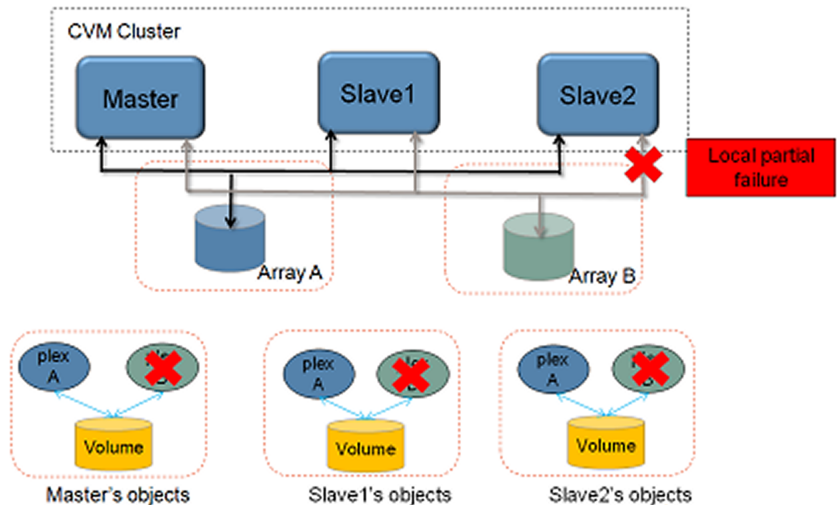 CVM Cluster
Master
Slave1
Slave2
Local partial
failure
Array A
Array B
plex
A
plex
A
plex
A
Volume
Volume
Volume
Master's objects
Slave1's objects
Slave2's objects